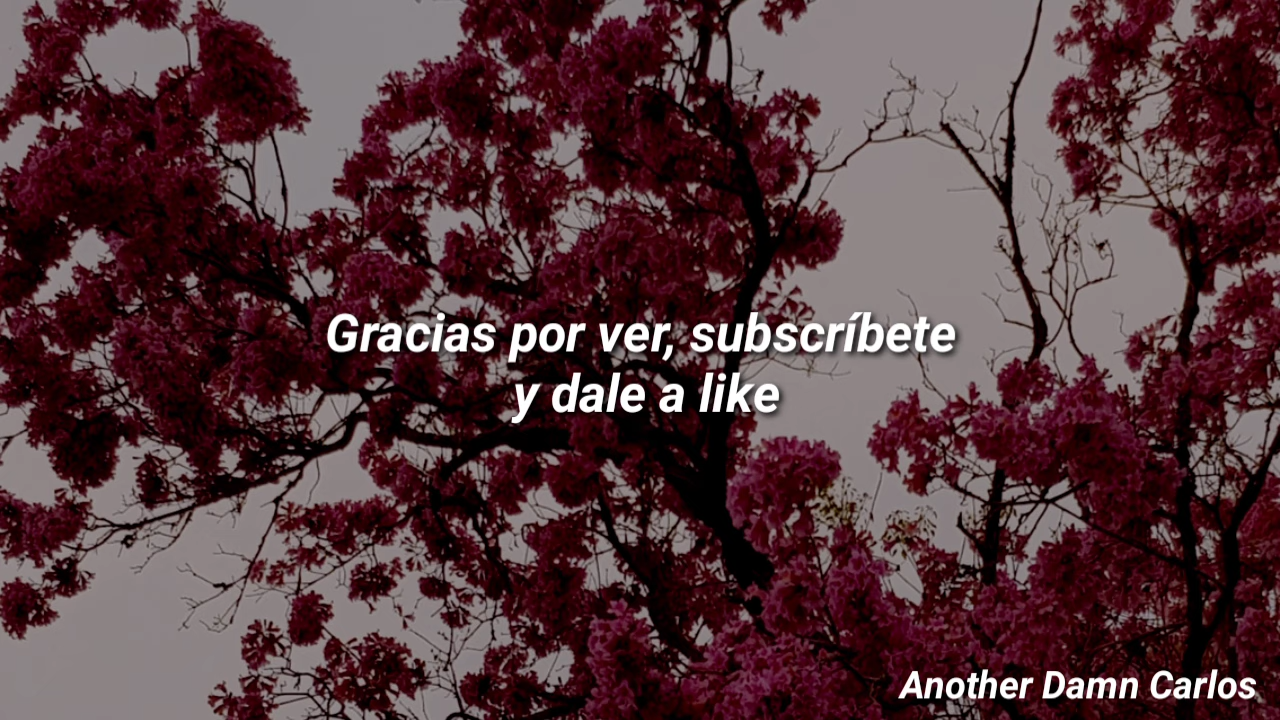 Gracias por ver, subscríbete
y dale a like
Another Damn Carlos